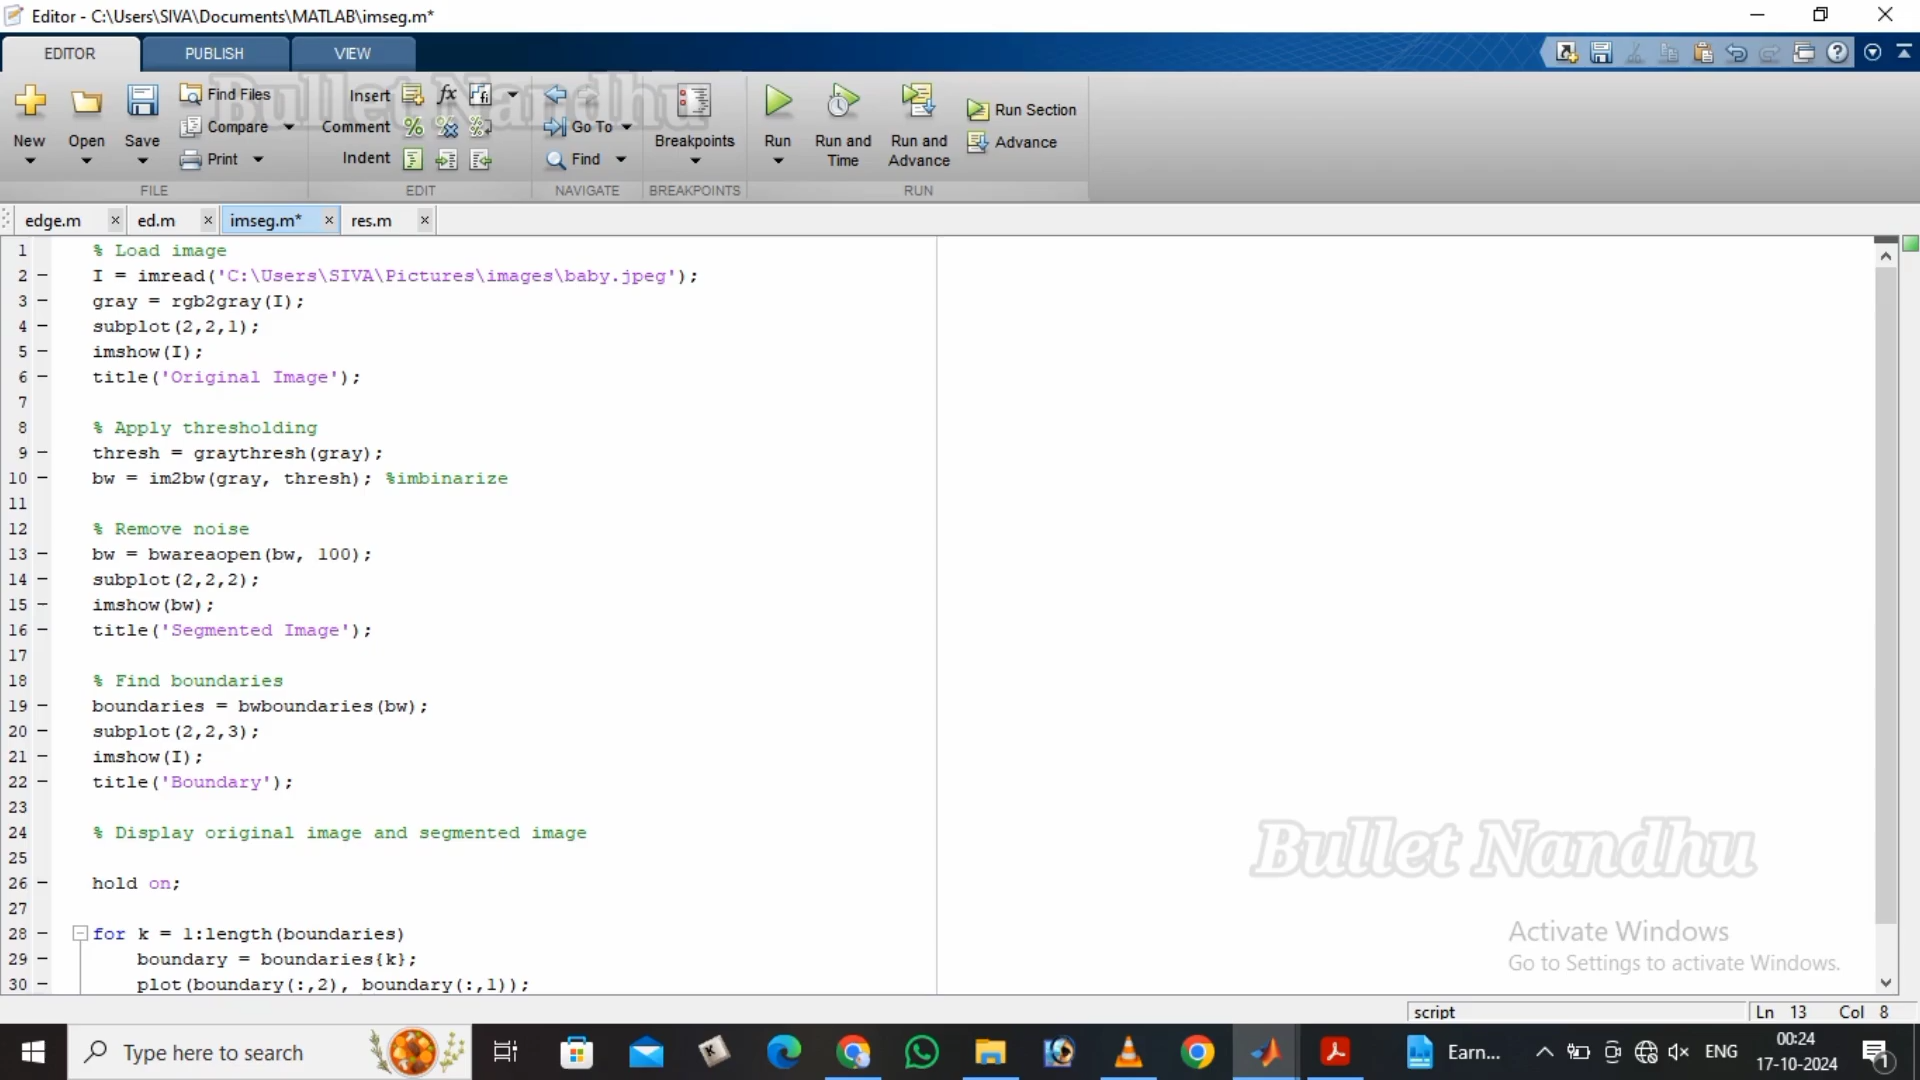 Editor - C:\Users\SIVA\Documents\MATLAB\imseg.m*
EDITOR PUBLISH VIEW
Bullet Nandhu
New Open Save Find Files Compare Print
Insert Comment Indent
Go To Find
Breakpoints
Run Run and Time Run and Advance Run Section Advance
FILE EDIT NAVIGATE BREAKPOINTS RUN
edge.m ed.m imseg.m* res.m
1 % Load image
2 I = imread('C:\Users\SIVA\Pictures\images\baby.jpeg');
3 gray = rgb2gray(I);
4 subplot(2,2,1);
5 imshow(I);
6 title('Original Image');
7
8 % Apply thresholding
9 thresh = graythresh(gray);
10 bw = im2bw(gray, thresh); %imbinarize
11
12 % Remove noise
13 bw = bwareaopen(bw, 100);
14 subplot(2,2,2);
15 imshow(bw);
16 title('Segmented Image');
17
18 % Find boundaries
19 boundaries = bwboundaries(bw);
20 subplot(2,2,3);
21 imshow(I);
22 title('Boundary');
23
24 % Display original image and segmented image
25
26 hold on;
27
28 for k = 1:length(boundaries)
29 boundary = boundaries{k};
30 plot(boundary(:,2), boundary(:,1));
Bullet Nandhu
Activate Windows
Go to Settings to activate Windows.
script Ln 13 Col 8
Type here to search
Earn... ENG 00:24
17-10-2024
1